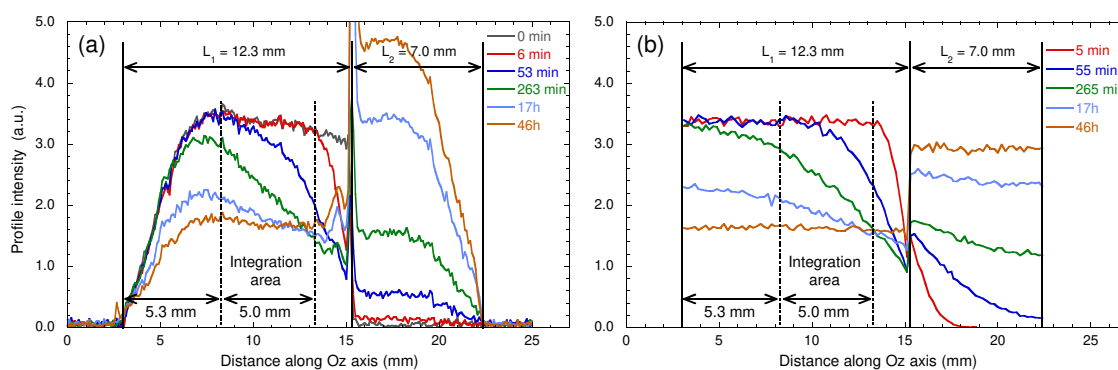 (a)
L1 = 12.3 mm
L2 = 7.0 mm
0 min
6 min
53 min
263 min
17h
46h
Integration
area
5.3 mm
5.0 mm
Profile intensity (a.u.)
5.0
4.0
3.0
2.0
1.0
0.0
0
5
10
15
20
25
Distance along Oz axis (mm)
(b)
L1 = 12.3 mm
L2 = 7.0 mm
5 min
55 min
265 min
17h
46h
Integration
area
5.3 mm
5.0 mm
5.0
4.0
3.0
2.0
1.0
0.0
0
5
10
15
20
25
Distance along Oz axis (mm)